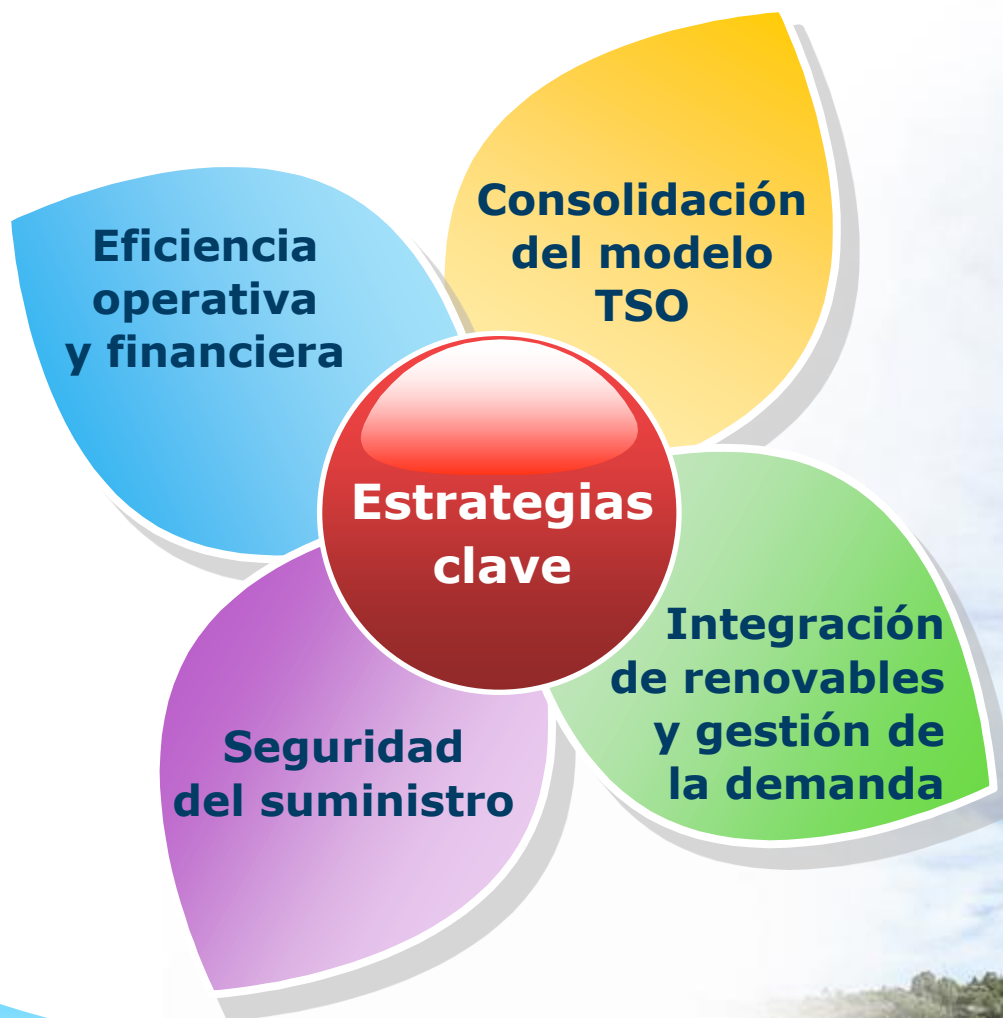 Eficiencia
operativa
y financiera
Consolidación
del modelo
TSO
Estrategias
clave
Integración
de renovables
y gestión de
la demanda
Seguridad
del suministro